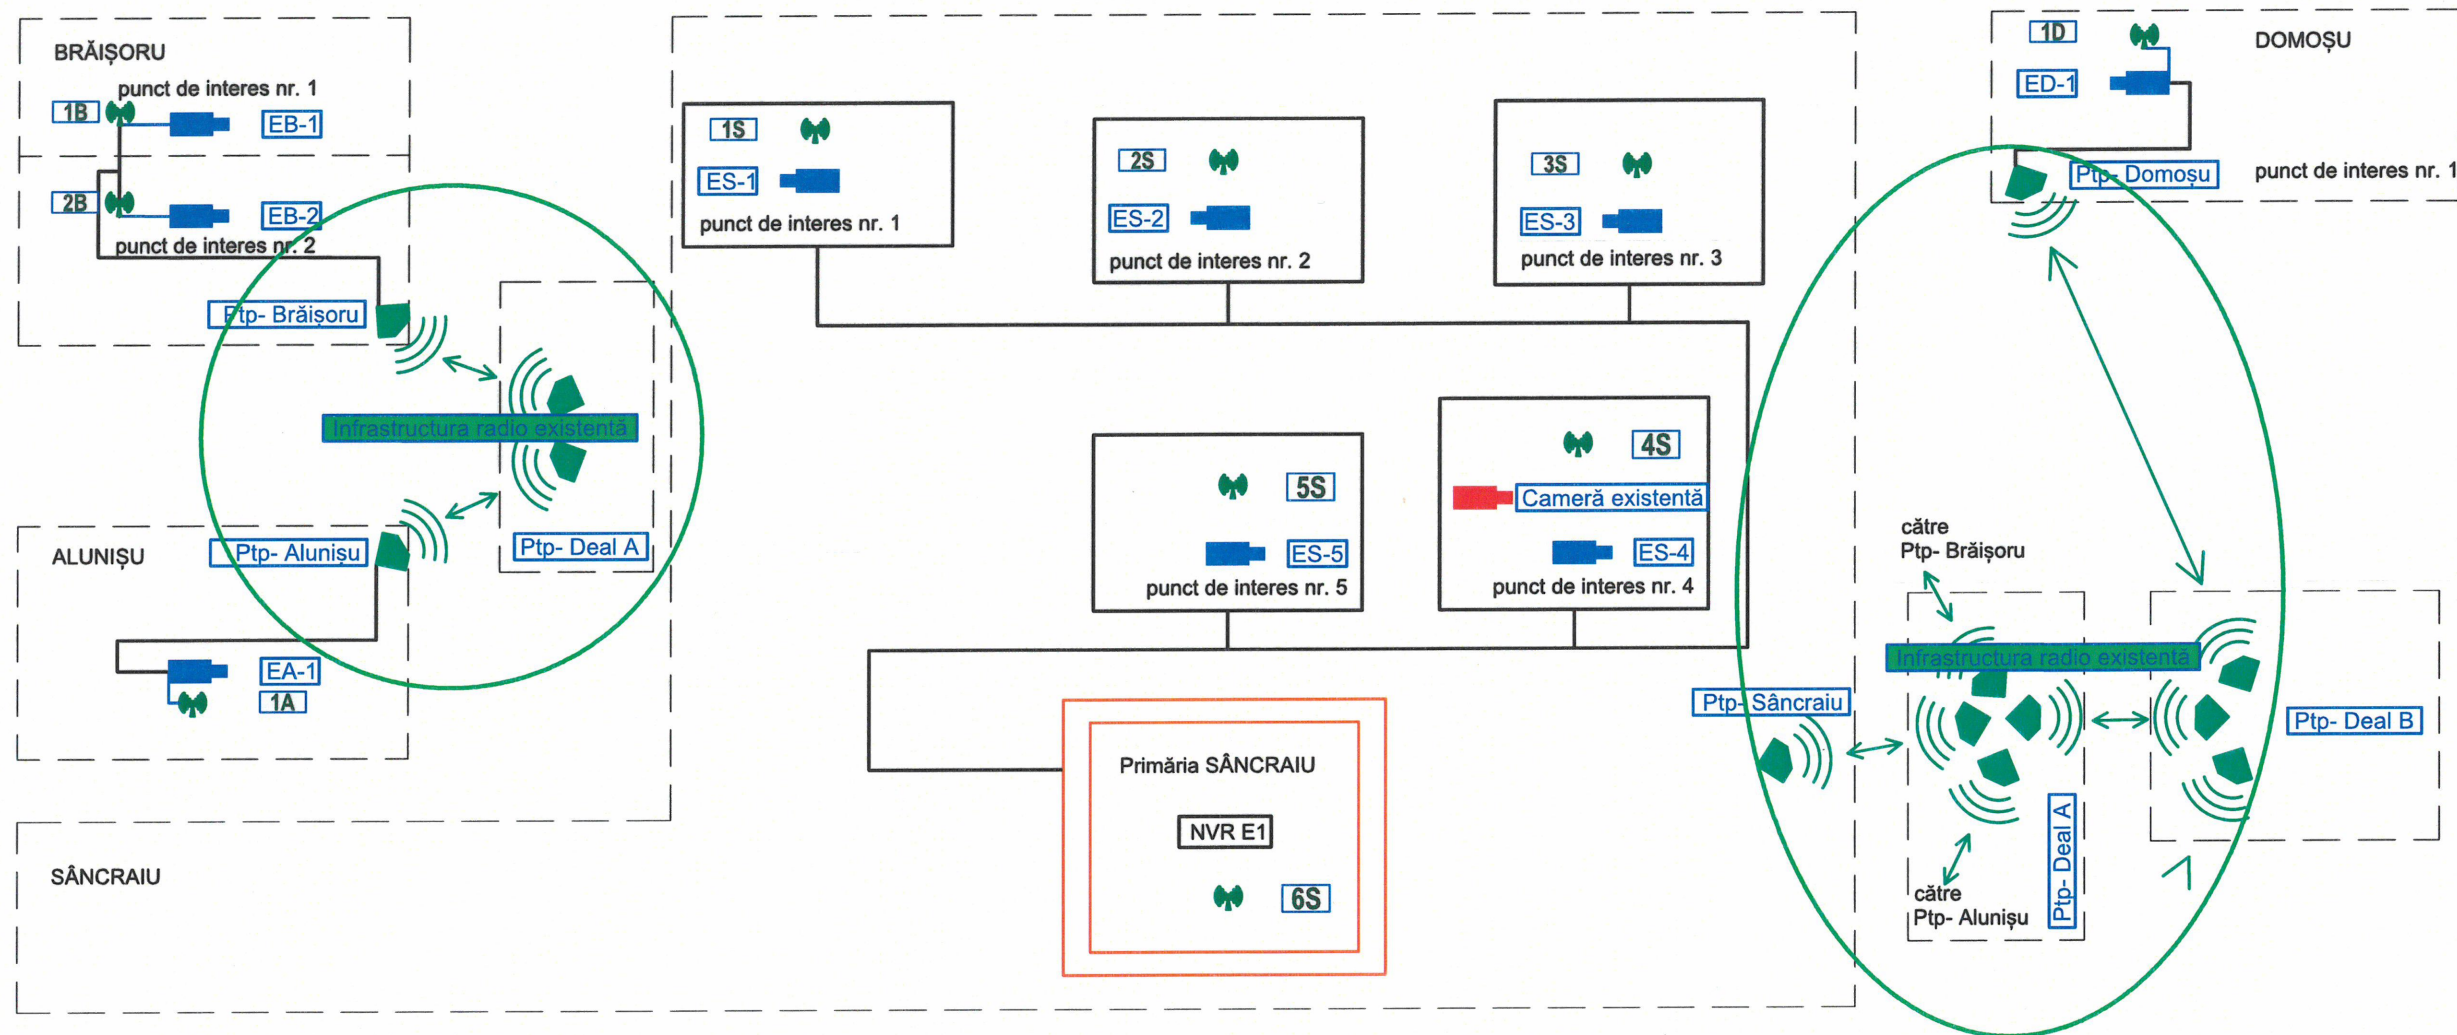 BRĂIȘORU
punct de interes nr. 1
1B
EB-1
2B
EB-2
punct de interes nr. 2
Ptp- Brăișoru
Infrastructura radio existentă
Ptp- Deal A
ALUNIȘU
Ptp- Alunișu
EA-1
1A
SÂNCRAIU
1S
ES-1
punct de interes nr. 1
2S
ES-2
punct de interes nr. 2
3S
ES-3
punct de interes nr. 3
5S
ES-5
punct de interes nr. 5
4S
Cameră existentă
ES-4
punct de interes nr. 4
Primăria SÂNCRAIU
NVR E1
6S
1D
DOMOȘU
ED-1
Ptp- Domoșu
punct de interes nr. 1
către
Ptp- Brăișoru
Infrastructura radio existentă
Ptp- Sâncraiu
Ptp- Deal B
Ptp- Deal A
către
Ptp- Alunișu